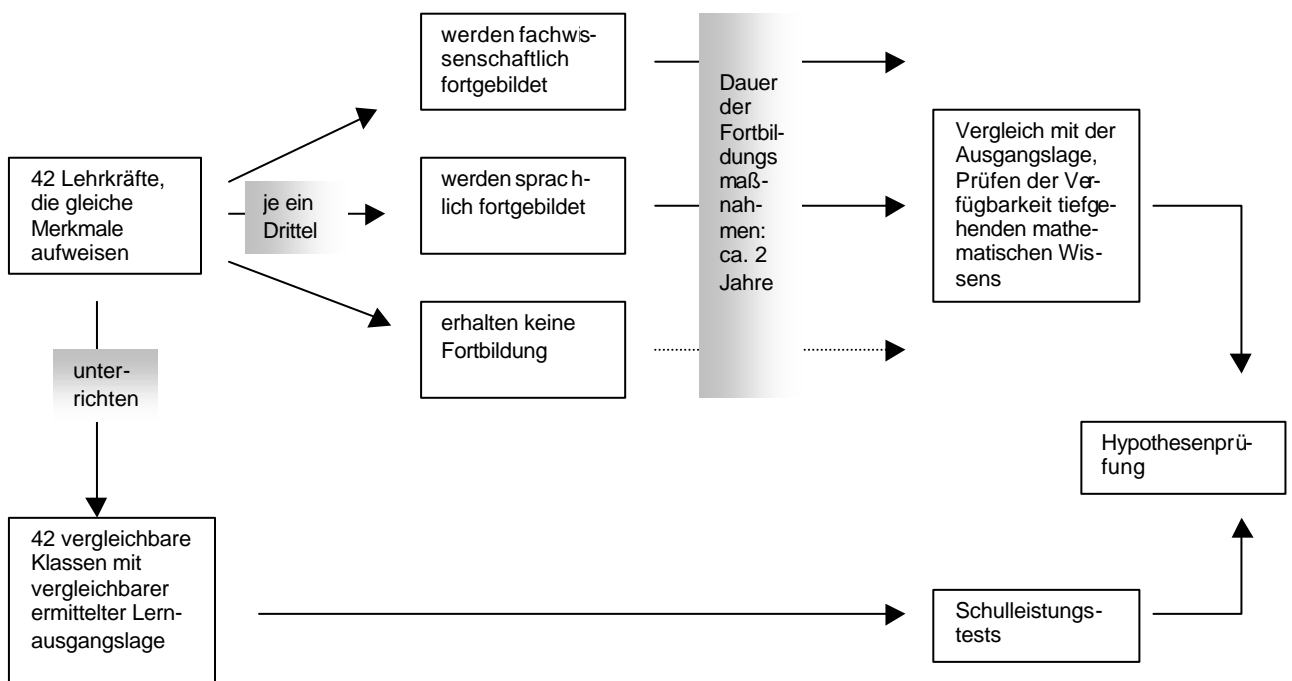 werden fachwis-
senschaftlich
fortgebildet
Dauer
der
Fortbil-
dungs
maß-
nah-
men:
ca. 2
Jahre
42 Lehrkräfte,
die gleiche
Merkmale
aufweisen
je ein
Drittel
werden sprach-
lich fortgebildet
Vergleich mit der
Ausgangslage,
Prüfen der Ver-
fügbarkeit tiefge-
henden mathe-
matischen Wis-
sens
erhalten keine
Fortbildung
unter-
richten
Hypothesenprü-
fung
42 vergleichbare
Klassen mit
vergleichbarer
ermittelter Lern-
ausgangslage
Schulleistungs-
tests